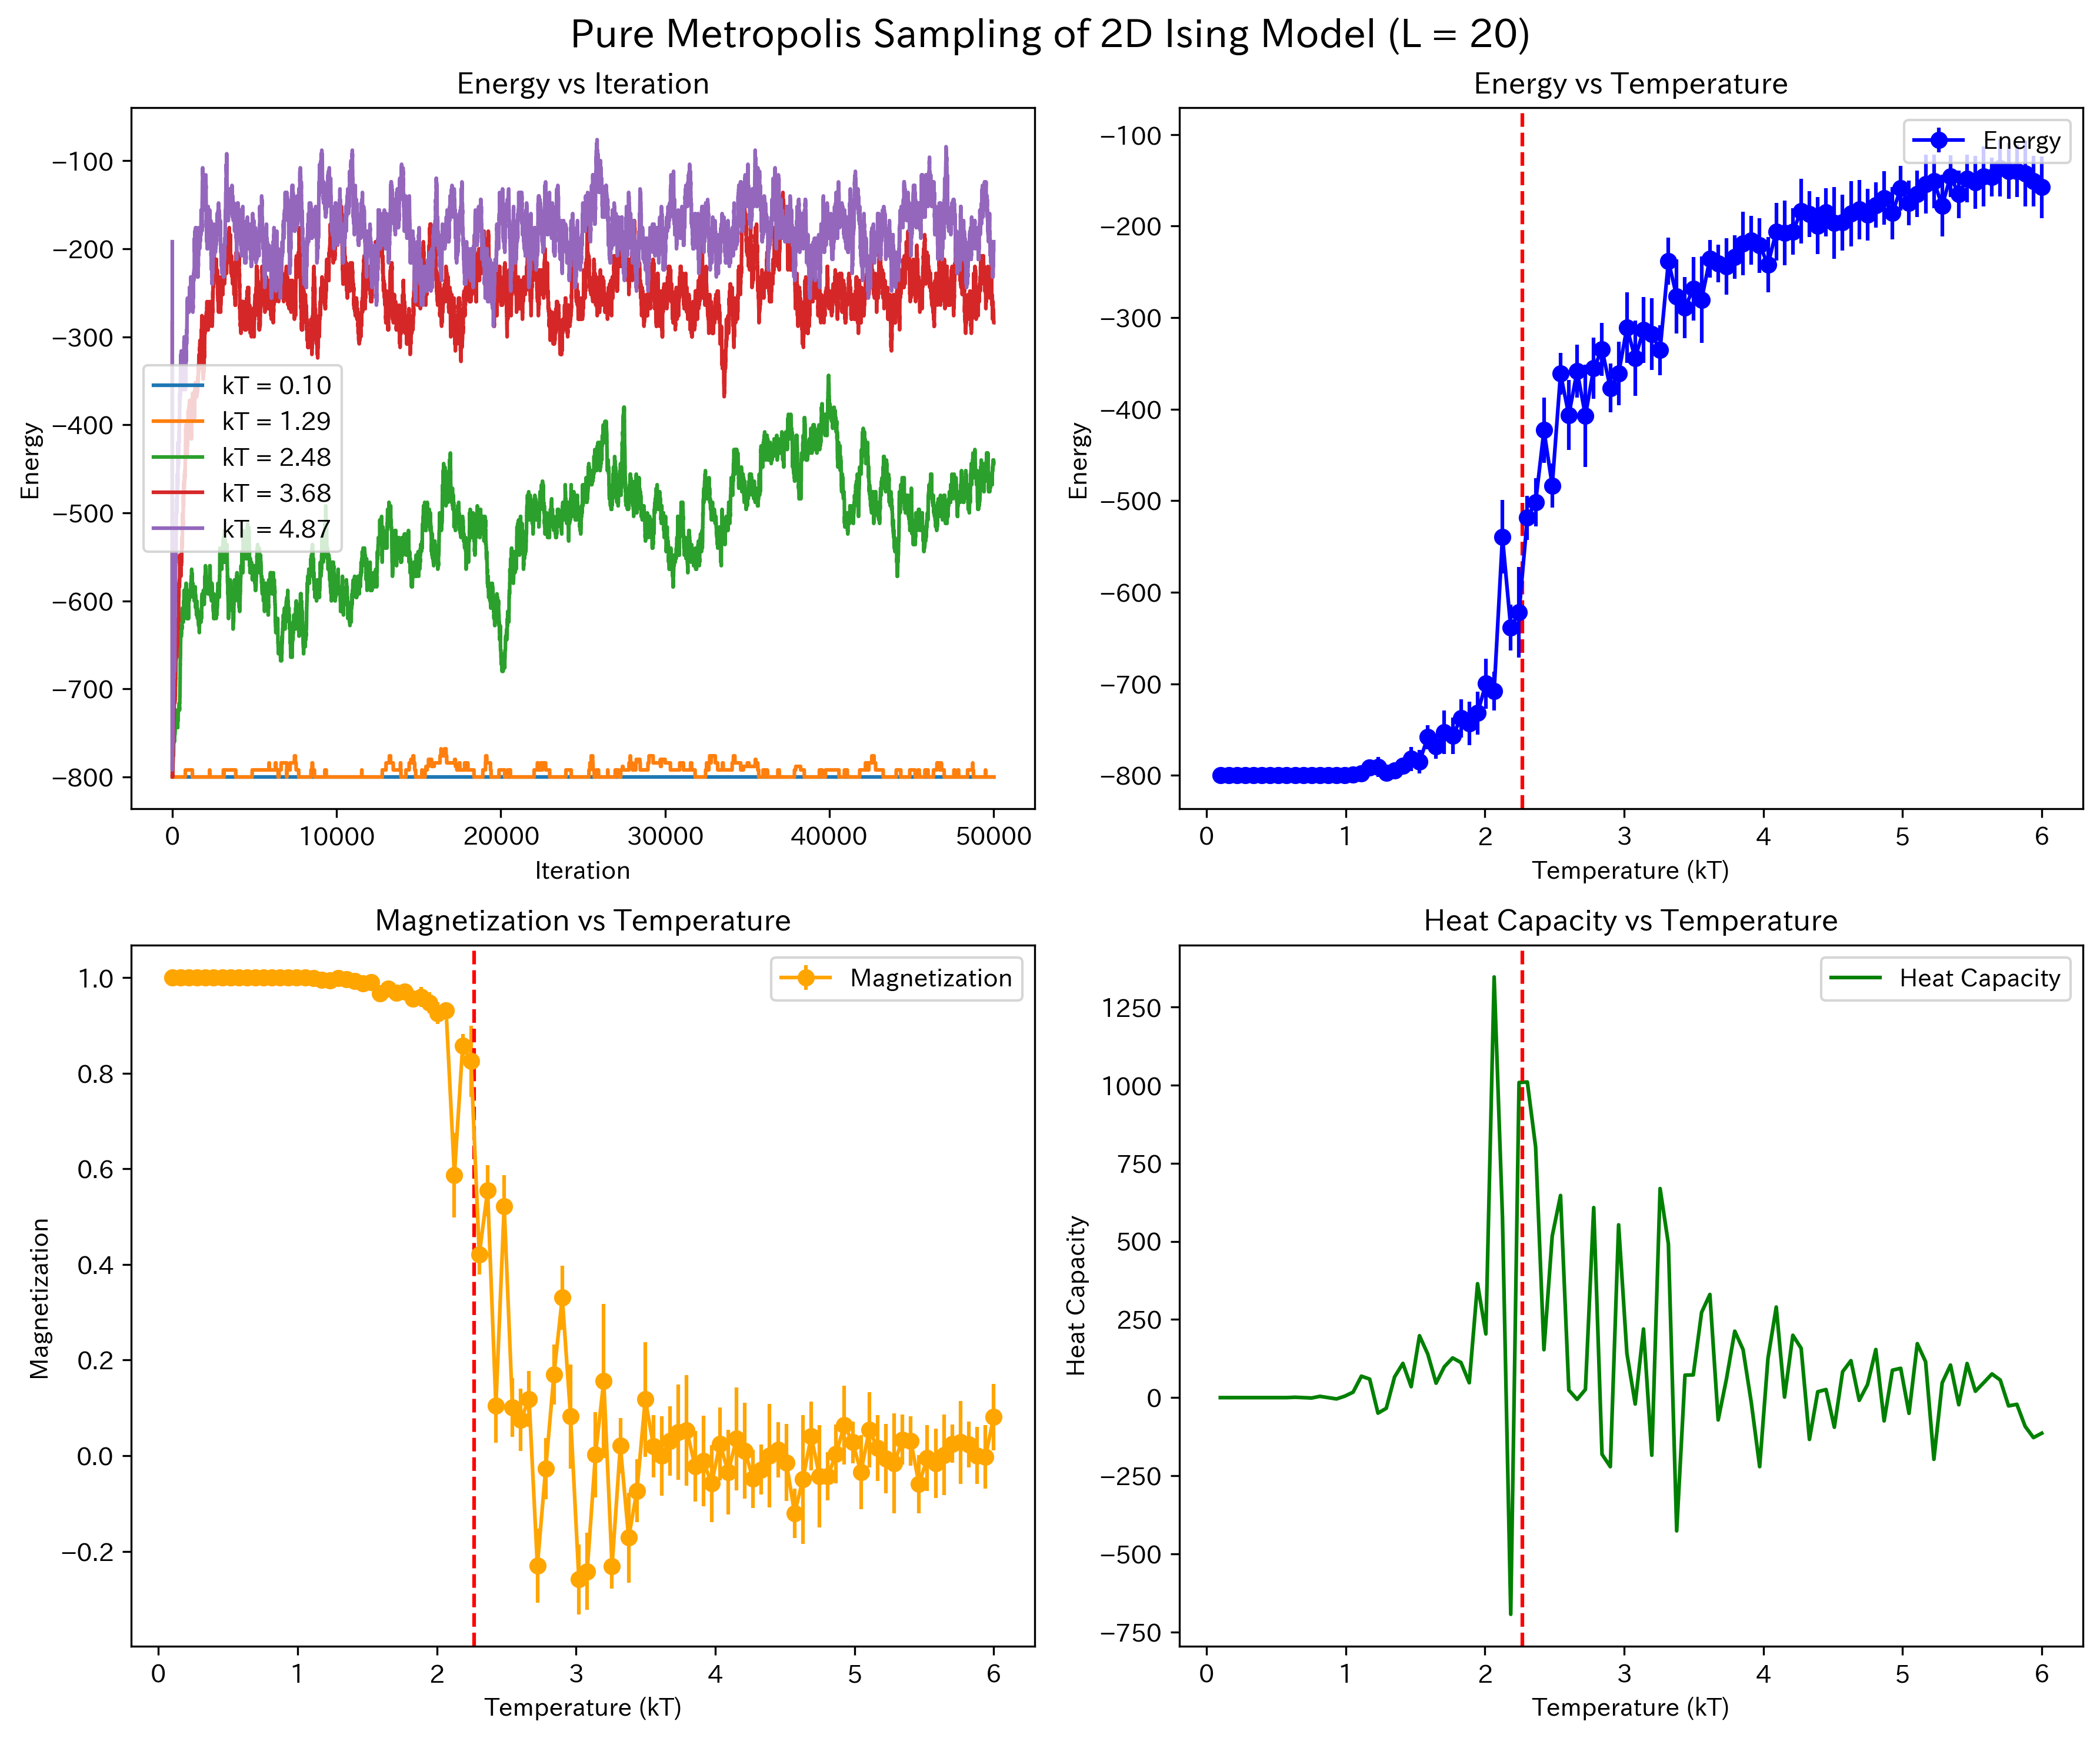 Pure Metropolis Sampling of 2D Ising Model (L = 20)
Energy vs Iteration
Energy
−100
−200
−300
−400
−500
−600
−700
−800
kT = 0.10
kT = 1.29
kT = 2.48
kT = 3.68
kT = 4.87
0
10000
20000
30000
40000
50000
Iteration
Energy vs Temperature
Energy
−100
−200
−300
−400
−500
−600
−700
−800
Energy
0
1
2
3
4
5
6
Temperature (kT)
Magnetization vs Temperature
Magnetization
1.0
0.8
0.6
0.4
0.2
0.0
−0.2
Magnetization
0
1
2
3
4
5
6
Temperature (kT)
Heat Capacity vs Temperature
Heat Capacity
1250
1000
750
500
250
0
−250
−500
−750
Heat Capacity
0
1
2
3
4
5
6
Temperature (kT)